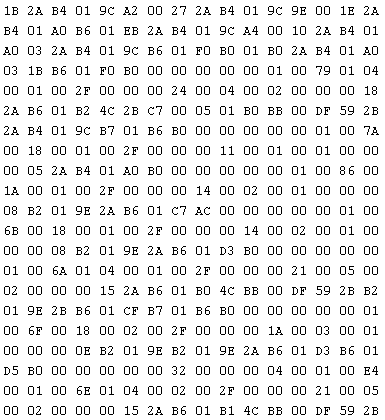 1B 2A B4 01 9C A2 00 27 2A B4 01 9C 9E 00 1E 2A
B4 01 A0 B6 01 EB 2A B4 01 9C A4 00 10 2A B4 01
A0 03 2A B4 01 9C B6 01 F0 B0 01 B0 2A B4 01 A0
03 1B B6 01 F0 B0 00 00 00 00 00 01 00 79 01 04
00 01 00 2F 00 00 00 24 00 04 00 02 00 00 00 18
2A B6 01 B2 4C 2B C7 00 05 01 B0 BB 00 DF 59 2B
2A B4 01 9C B7 01 B6 B0 00 00 00 00 00 01 00 7A
00 18 00 01 00 2F 00 00 00 11 00 01 00 01 00 00
00 05 2A B4 01 A0 B0 00 00 00 00 00 01 00 86 00
1A 00 01 00 2F 00 00 00 14 00 02 00 01 00 00 00
08 B2 01 9E 2A B6 01 C7 AC 00 00 00 00 00 01 00
6B 00 18 00 01 00 2F 00 00 00 14 00 02 00 01 00
00 00 08 B2 01 9E 2A B6 01 D3 B0 00 00 00 00 00
01 00 6A 01 04 00 01 00 2F 00 00 00 21 00 05 00
02 00 00 00 15 2A B6 01 B0 4C BB 00 DF 59 2B B2
01 9E 2B B6 01 CF B7 01 B6 B0 00 00 00 00 00 01
00 6F 00 18 00 02 00 2F 00 00 00 1A 00 03 00 01
00 00 00 0E B2 01 9E B2 01 9E 2A B6 01 D3 B6 01
D5 B0 00 00 00 00 00 32 00 00 00 04 00 01 00 E4
00 01 00 6E 01 04 00 02 00 2F 00 00 00 21 00 05
00 02 00 00 00 15 2A B6 01 B1 4C BB 00 DF 59 2B